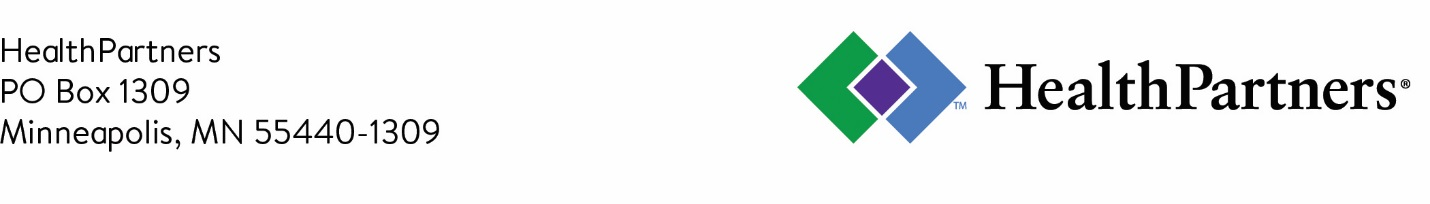 HealthPartners
PO Box 1309
Minneapolis, MN 55440-1309
™ HealthPartners®